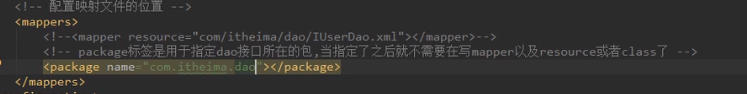 <!-- 配置映射文件的位置 -->
<mappers>
<!--<mapper resource="com/itheima/dao/IUserDao.xml"></mapper>-->
<!-- package标签是用于指定dao接口所在的包,当指定了之后就不需要在写mapper以及resource或者class了 -->
<package name="com.itheima.dao"></package>
</mappers>